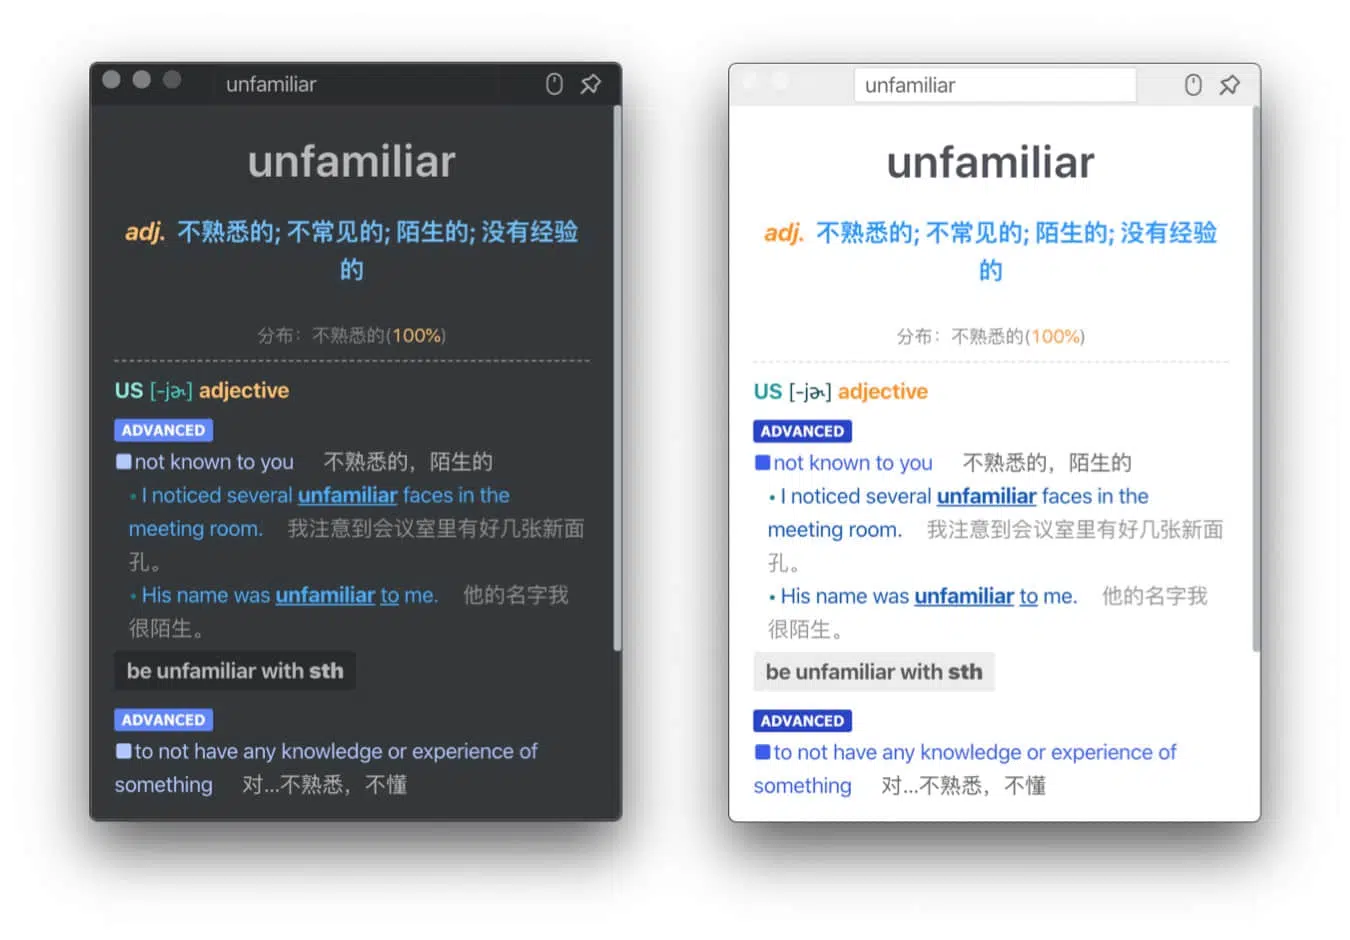 unfamiliar
unfamiliar
adj. 不熟悉的; 不常见的; 陌生的; 没有经验
的
分布：不熟悉的(100%)
US [-jɚ] adjective
ADVANCED
not known to you 不熟悉的，陌生的
• I noticed several unfamiliar faces in the
meeting room. 我注意到会议室里有好几张新面
孔。
• His name was unfamiliar to me. 他的名字我
很陌生。
be unfamiliar with sth
ADVANCED
to not have any knowledge or experience of
something 对...不熟悉，不懂
unfamiliar
unfamiliar
adj. 不熟悉的; 不常见的; 陌生的; 没有经验
的
分布：不熟悉的(100%)
US [-jɚ] adjective
ADVANCED
not known to you 不熟悉的，陌生的
• I noticed several unfamiliar faces in the
meeting room. 我注意到会议室里有好几张新面
孔。
• His name was unfamiliar to me. 他的名字我
很陌生。
be unfamiliar with sth
ADVANCED
to not have any knowledge or experience of
something 对...不熟悉，不懂